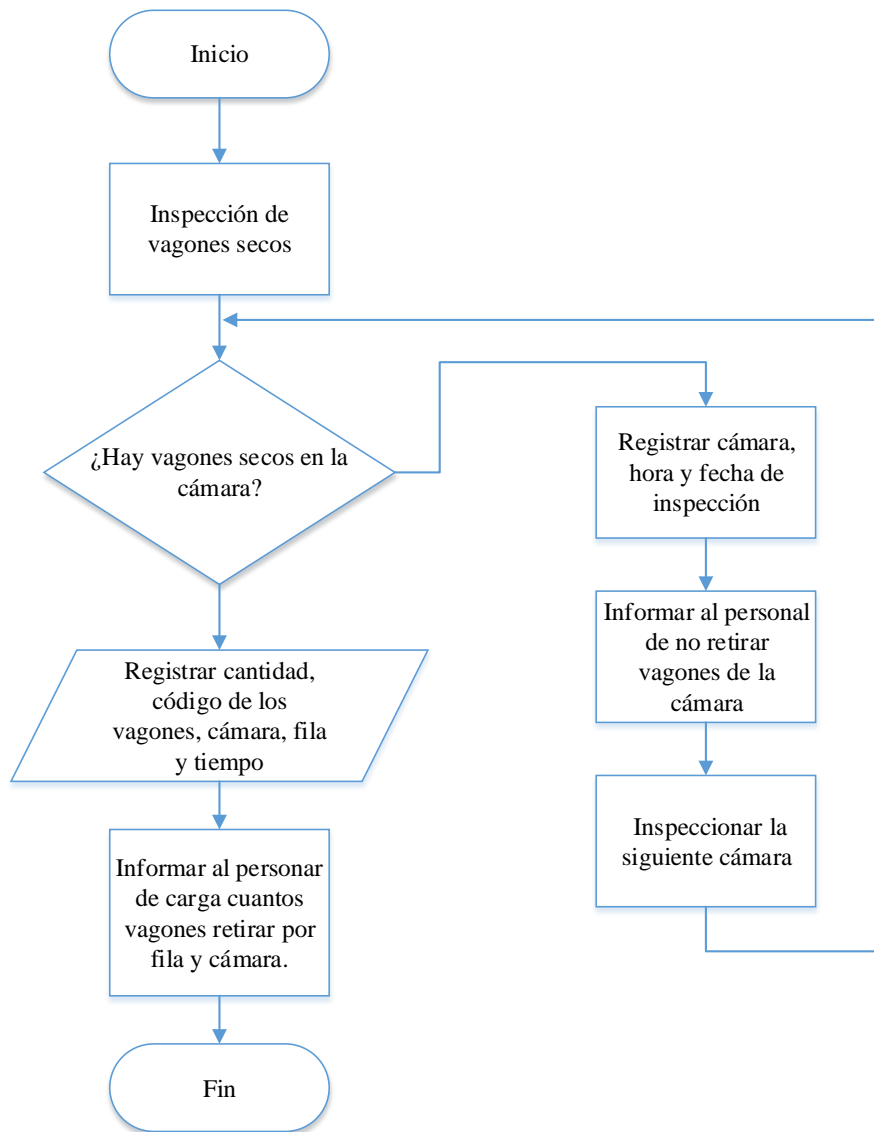 Inicio
Inspección de
vagones secos
¿Hay vagones secos en la
cámara?
Registrar cantidad,
código de los
vagones, cámara, fila
y tiempo
Informar al personar
de carga cuantos
vagones retirar por
fila y cámara.
Fin
Registrar cámara,
hora y fecha de
inspección
Informar al personal
de no retirar
vagones de la
cámara
Inspeccionar la
siguiente cámara